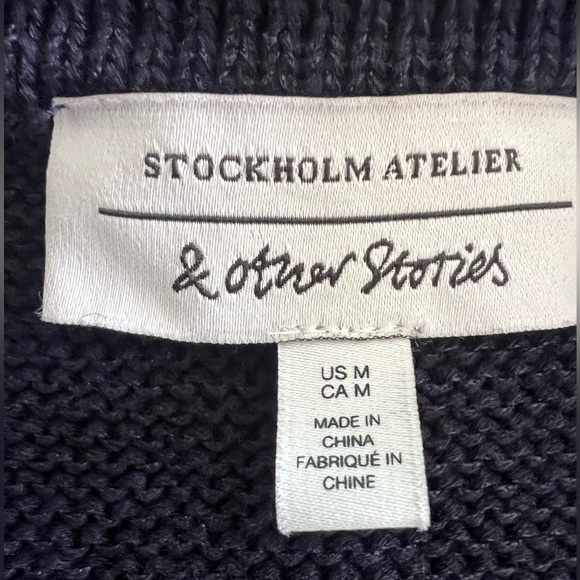 STOCKHOLM ATELIER
& other Stories
US M
CA M
MADE IN
CHINA
FABRIQUÉ IN
CHINE